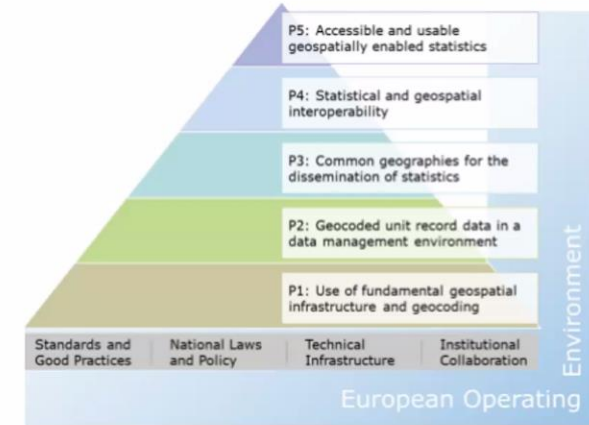 P5: Accessible and usable
geospatially enabled statistics
P4: Statistical and geospatial
interoperability
P3: Common geographies for the
dissemination of statistics
P2: Geocoded unit record data in a
data management environment
P1: Use of fundamental geospatial
infrastructure and geocoding
Standards and
Good Practices
National Laws
and Policy
Technical
Infrastructure
Institutional
Collaboration
European Operating
Environment